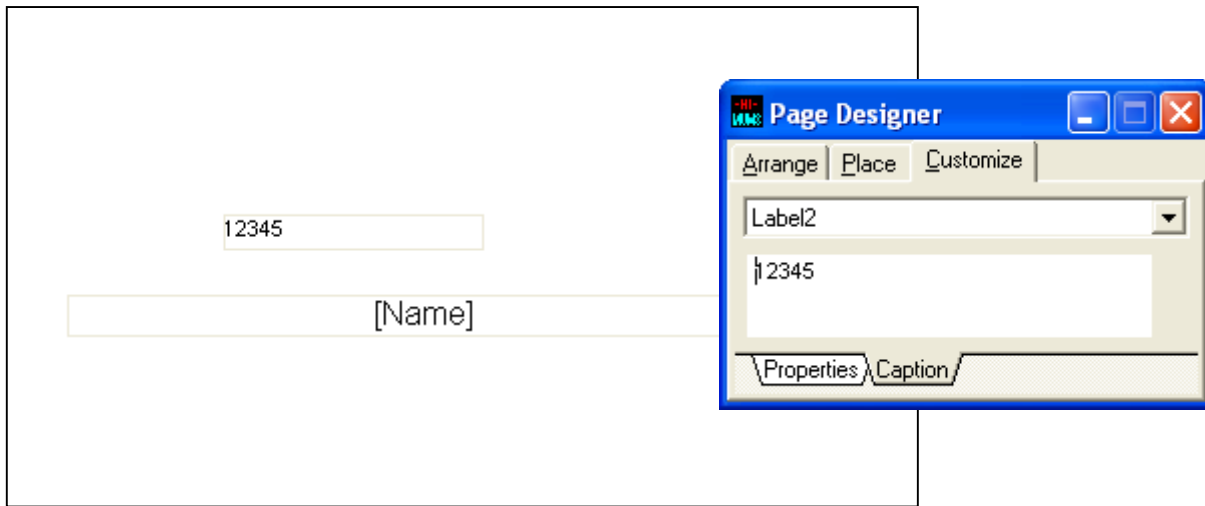 12345
[Name]
Page Designer
Arrange Place Customize
Label2
12345
Properties Caption